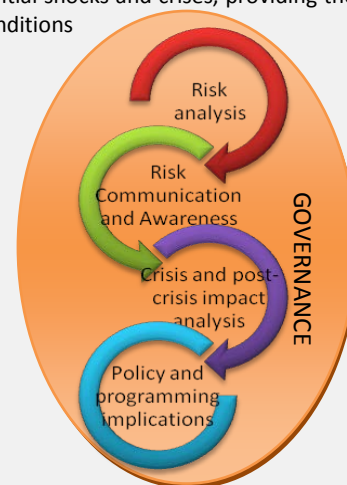 ntial shocks and crises, providing the
nditions
Risk
analysis
Risk
Communication
and Awareness
GOVERNANCE
Crisis and post-
crisis impact
analysis
Policy and
programming
implications